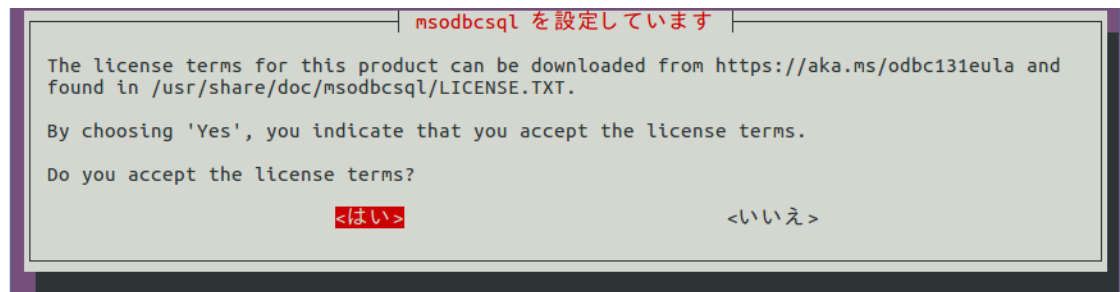 msodbcsql を設定しています
The license terms for this product can be downloaded from https://aka.ms/odbc131eula and
found in /usr/share/doc/msodbcsql/LICENSE.TXT.
By choosing 'Yes', you indicate that you accept the license terms.
Do you accept the license terms?
<はい> <いいえ>